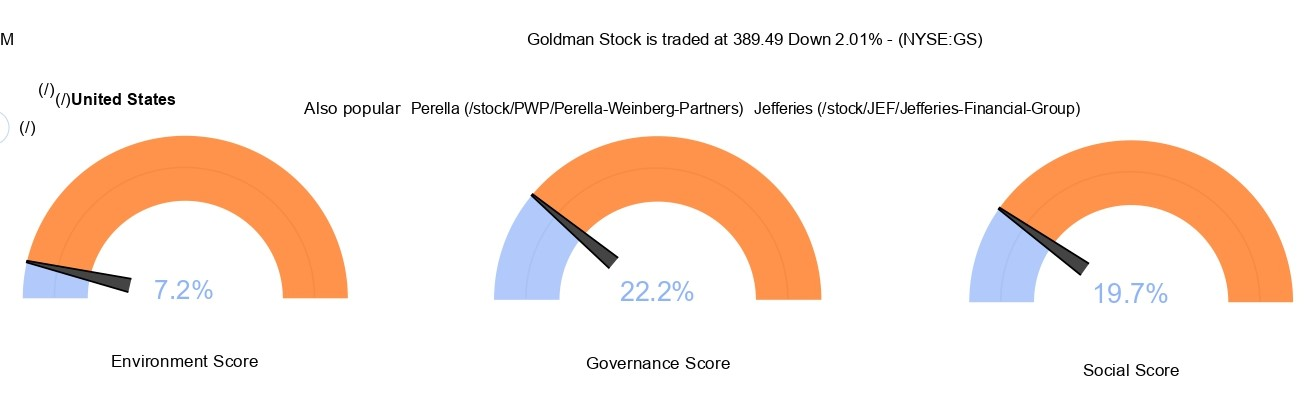 M
Goldman Stock is traded at 389.49 Down 2.01% - (NYSE:GS)
(/)
(/)United States
Also popular Perella (/stock/PWP/Perella-Weinberg-Partners) Jefferies (/stock/JEF/Jefferies-Financial-Group)
(/)
7.2%
22.2%
19.7%
Environment Score
Governance Score
Social Score